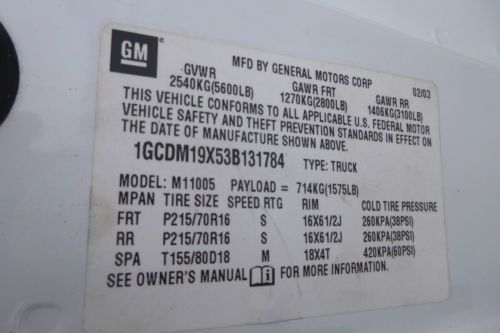 GM
MFD BY GENERAL MOTORS CORP 02/03
GVWR GAWR FRT GAWR RR
2540KG(5600LB) 1270KG(2800LB) 1406KG(3100LB)
THIS VEHICLE CONFORMS TO ALL APPLICABLE U.S. FEDERAL MOTOR
VEHICLE SAFETY AND THEFT PREVENTION STANDARDS IN EFFECT ON
THE DATE OF MANUFACTURE SHOWN ABOVE.
1GCDM19X53B131784 TYPE: TRUCK
MODEL: M11005 PAYLOAD = 714KG(1575LB)
MPAN TIRE SIZE SPEED RTG RIM COLD TIRE PRESSURE
FRT P215/70R16 S 16X61/2J 260KPA(38PSI)
RR P215/70R16 S 16X61/2J 260KPA(38PSI)
SPA T155/80D18 M 18X4T 420KPA(60PSI)
SEE OWNER'S MANUAL FOR MORE INFORMATION.